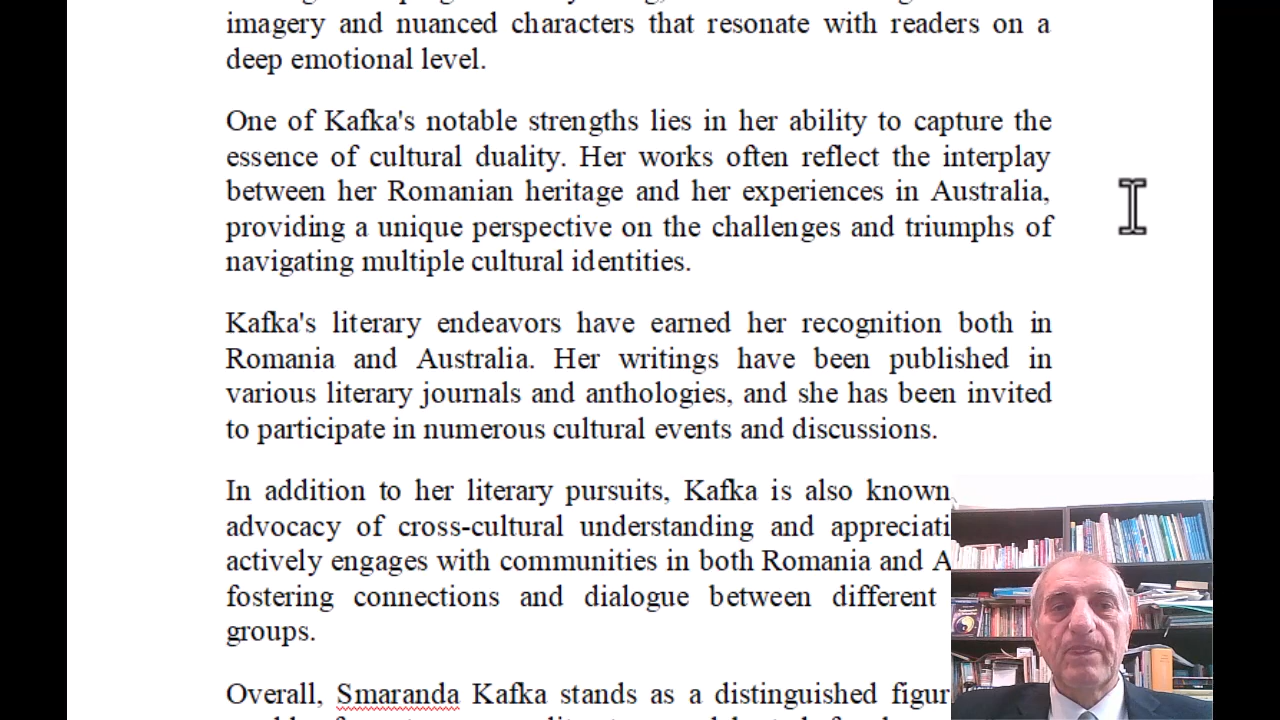 imagery and nuanced characters that resonate with readers on a
deep emotional level.
One of Kafka's notable strengths lies in her ability to capture the
essence of cultural duality. Her works often reflect the interplay
between her Romanian heritage and her experiences in Australia,
providing a unique perspective on the challenges and triumphs of
navigating multiple cultural identities.
Kafka's literary endeavors have earned her recognition both in
Romania and Australia. Her writings have been published in
various literary journals and anthologies, and she has been invited
to participate in numerous cultural events and discussions.
In addition to her literary pursuits, Kafka is also known
advocacy of cross-cultural understanding and appreciati
actively engages with communities in both Romania and A
fostering connections and dialogue between different
groups.
Overall, Smaranda Kafka stands as a distinguished figur